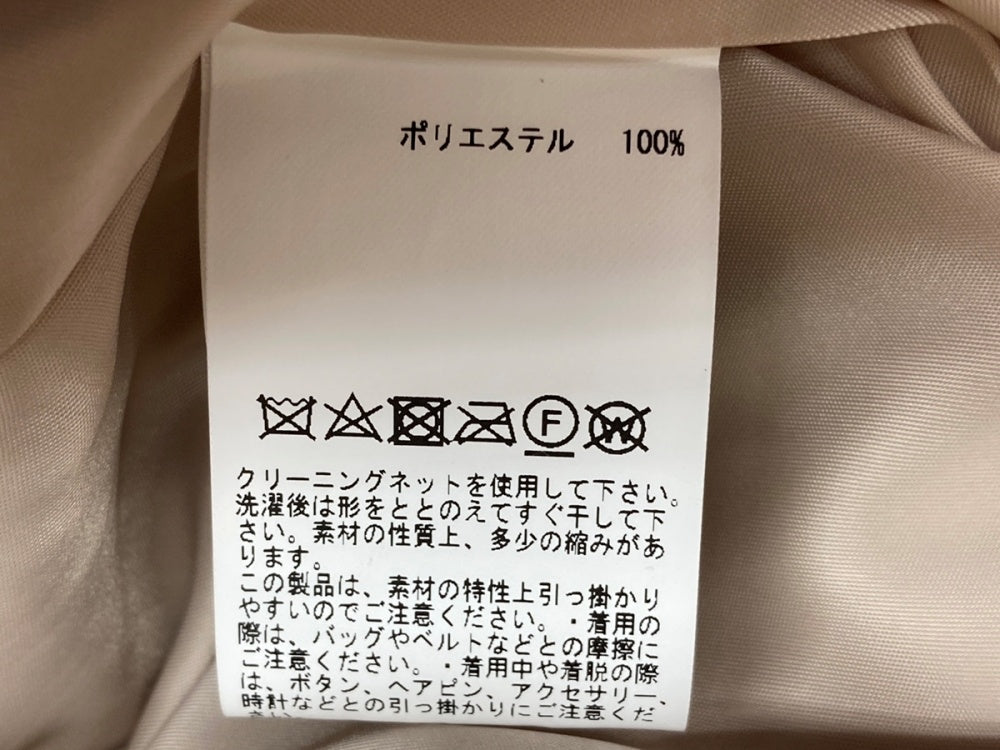 ポリエステル 100%
F W
クリーニングネットを使用して下さい。
洗濯後は形をととのえてすぐ干して下
さい。素材の性質上、多少の縮みがあ
ります。
この製品は、素材の特性上引っ掛かり
やすいのでご注意ください。・着用の
際は、バッグやベルトなどとの摩擦に
ご注意ください。・着用中や着脱の際
は、ボタン、ヘアピン、アクセサリー、
時計などとの引っ掛かりにご注意くだ